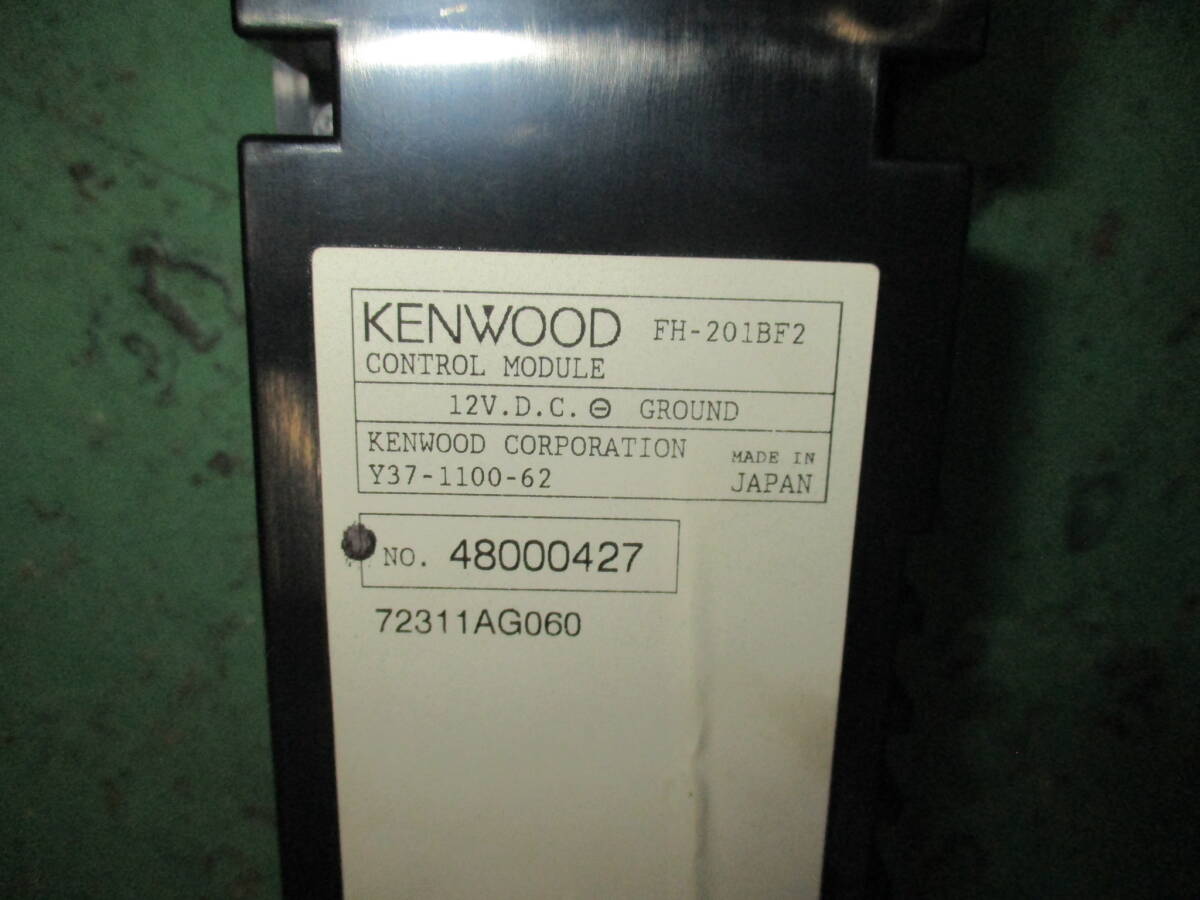 KENWOOD FH-201BF2
CONTROL MODULE
12V.D.C. ⊖ GROUND
KENWOOD CORPORATION
Y37-1100-62
MADE IN
JAPAN
NO. 48000427
72311AG060